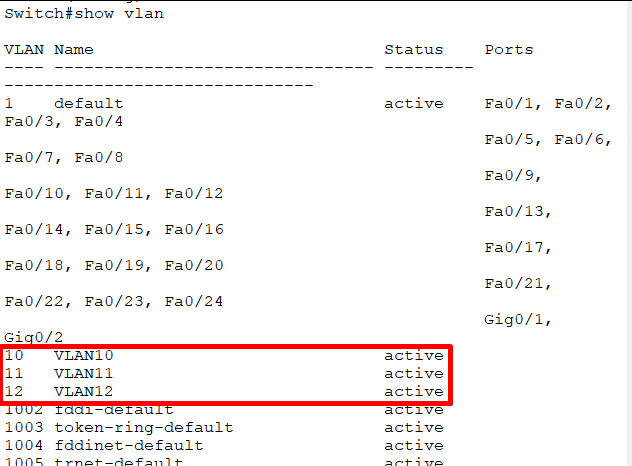 Switch#show vlan
VLAN Name Status Ports
---- -------------------------------- --------- -------------------------------
1 default active Fa0/1, Fa0/2,
Fa0/3, Fa0/4
Fa0/5, Fa0/6,
Fa0/7, Fa0/8
Fa0/9,
Fa0/10, Fa0/11, Fa0/12
Fa0/13,
Fa0/14, Fa0/15, Fa0/16
Fa0/17,
Fa0/18, Fa0/19, Fa0/20
Fa0/21,
Fa0/22, Fa0/23, Fa0/24
Gig0/1,
Gig0/2
10 VLAN10 active
11 VLAN11 active
12 VLAN12 active
1002 fddi-default active
1003 token-ring-default active
1004 fddinet-default active
1005 trnet-default active